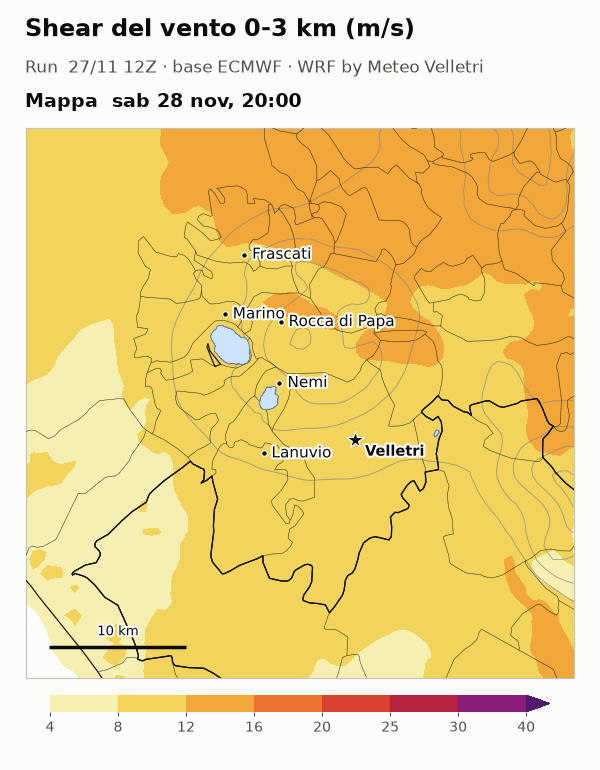 Shear del vento 0-3 km (m/s)
Run  27/11 12Z · base ECMWF · WRF by Meteo Velletri
Mappa  sab 28 nov, 20:00
Frascati
Marino
Rocca di Papa
Nemi
Velletri
Lanuvio
10 km
4 8 12 16 20 25 30 40